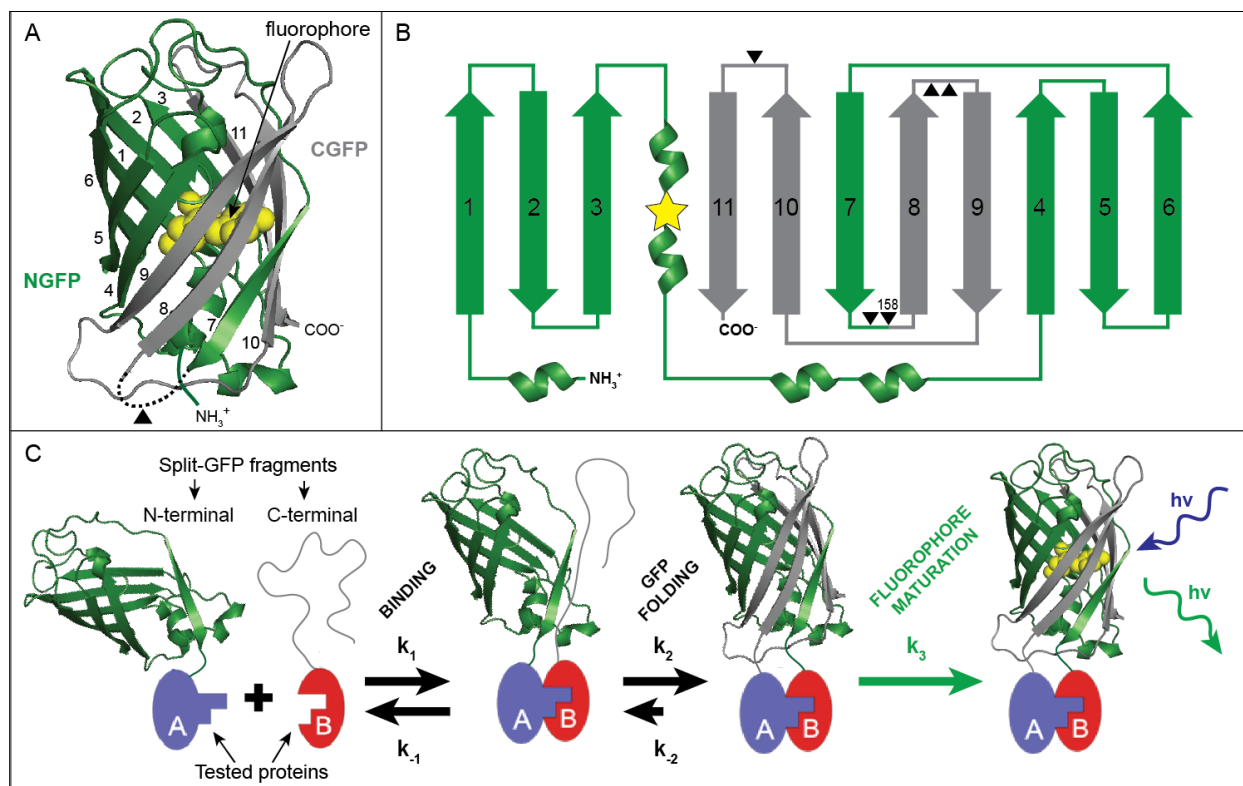 A
fluorophore
3
2
11
1
CGFP
6
5
NGFP
4
9
8
7
10
COO⁻
NH₃⁺
B
1
2
3
11
10
7
8
9
4
5
6
158
COO⁻
NH₃⁺
C
Split-GFP fragments
N-terminal
C-terminal
BINDING
k₁
k₋₁
GFP
FOLDING
k₂
k₋₂
FLUOROPHORE
MATURATION
k₃
hν
hν
A
B
A
B
A
B
A
B
Tested proteins